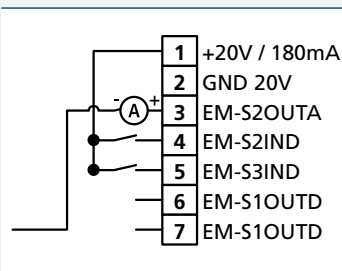 1 +20V / 180mA
2 GND 20V
- A + 3 EM-S2OUTA
4 EM-S2IND
5 EM-S3IND
6 EM-S1OUTD
7 EM-S1OUTD